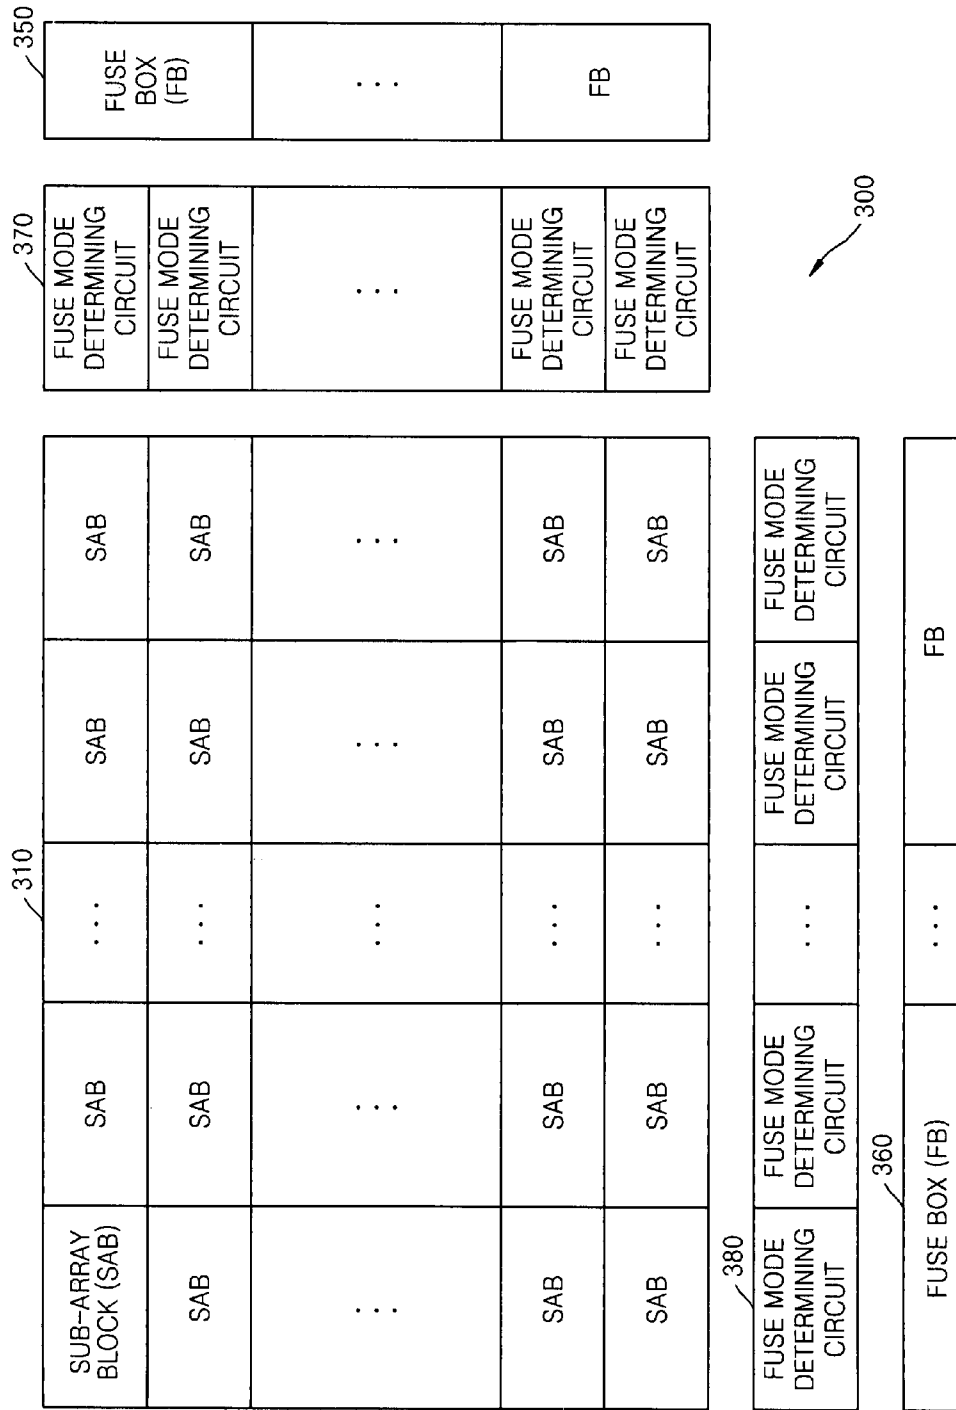 310
370
350
SUB-ARRAY
BLOCK (SAB)
SAB
...
SAB
SAB
FUSE MODE
DETERMINING
CIRCUIT
FUSE
BOX
(FB)
SAB
SAB
...
SAB
SAB
FUSE MODE
DETERMINING
CIRCUIT
...
...
...
...
...
...
...
SAB
SAB
...
SAB
SAB
FUSE MODE
DETERMINING
CIRCUIT
FB
SAB
SAB
...
SAB
SAB
FUSE MODE
DETERMINING
CIRCUIT
380
FUSE MODE
DETERMINING
CIRCUIT
FUSE MODE
DETERMINING
CIRCUIT
...
FUSE MODE
DETERMINING
CIRCUIT
FUSE MODE
DETERMINING
CIRCUIT
300
360
FUSE BOX (FB)
...
FB